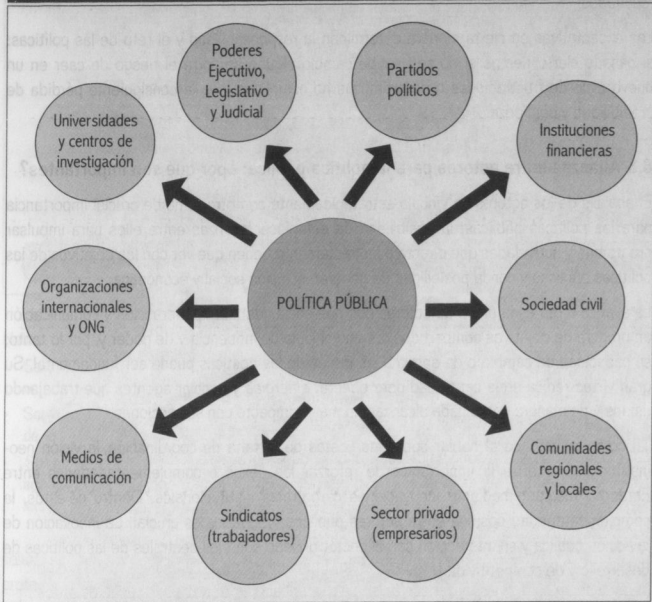 Poderes
Ejecutivo,
Legislativo
y Judicial
Partidos
políticos
Universidades
y centros de
investigación
Instituciones
financieras
Organizaciones
internacionales
y ONG
POLÍTICA PÚBLICA
Sociedad civil
Medios de
comunicación
Sindicatos
(trabajadores)
Sector privado
(empresarios)
Comunidades
regionales
y locales